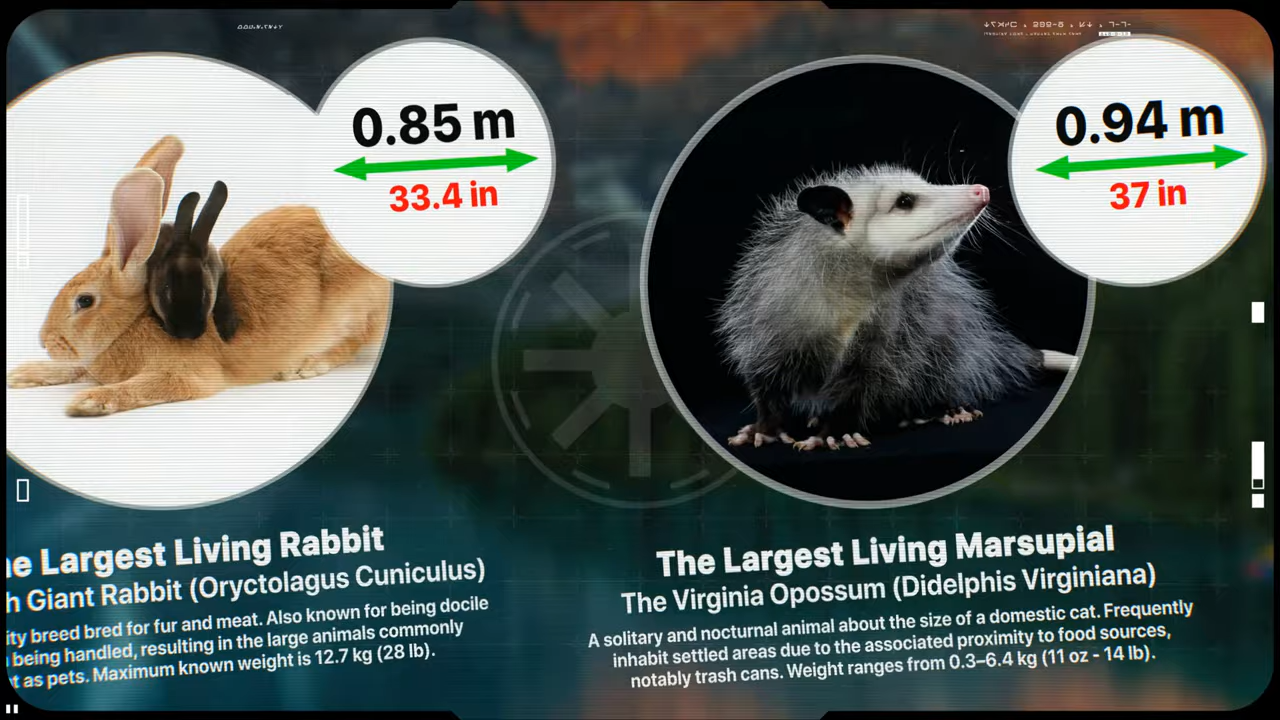 0.85 m
33.4 in
0.94 m
37 in
e Largest Living Rabbit
h Giant Rabbit (Oryctolagus Cuniculus)
ity breed bred for fur and meat. Also known for being docile
being handled, resulting in the large animals commonly
t as pets. Maximum known weight is 12.7 kg (28 lb).
The Largest Living Marsupial
The Virginia Opossum (Didelphis Virginiana)
A solitary and nocturnal animal about the size of a domestic cat. Frequently
inhabit settled areas due to the associated proximity to food sources,
notably trash cans. Weight ranges from 0.3–6.4 kg (11 oz - 14 lb).